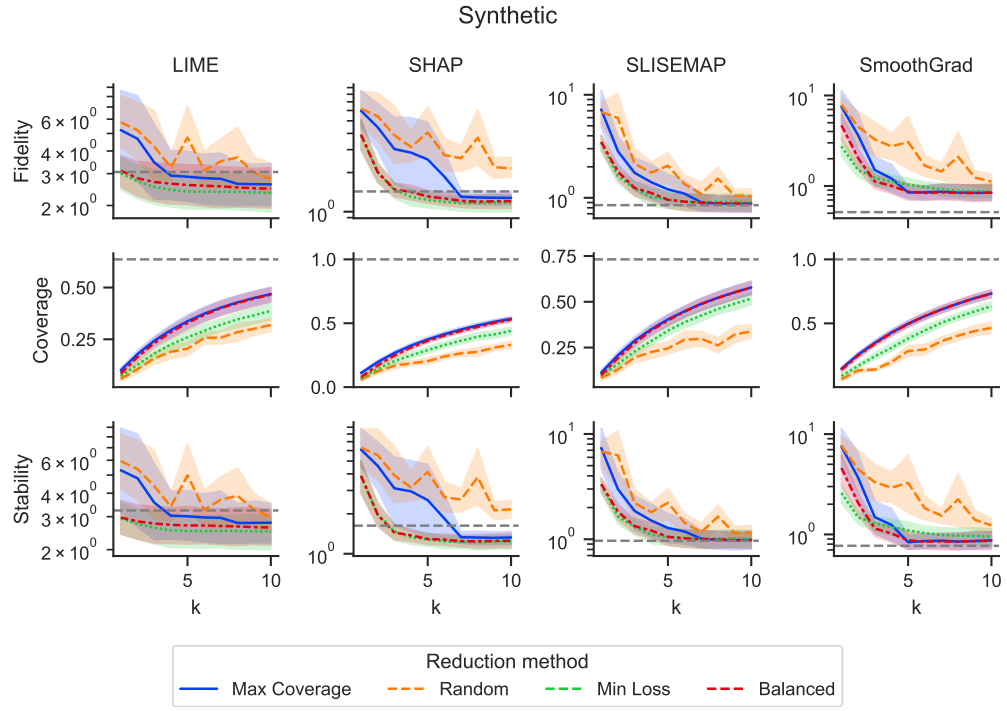 Synthetic
LIME SHAP SLISEMAP SmoothGrad
Fidelity
6 × 10⁰
4 × 10⁰
3 × 10⁰
2 × 10⁰
10⁰
10¹
10⁰
10¹
10⁰
Coverage
0.50
0.25
1.0
0.5
0.0
0.75
0.50
0.25
1.0
0.5
Stability
6 × 10⁰
4 × 10⁰
3 × 10⁰
2 × 10⁰
10⁰
10¹
10⁰
10¹
10⁰
5 10 5 10 5 10 5 10
k k k k
Reduction method
Max Coverage Random Min Loss Balanced